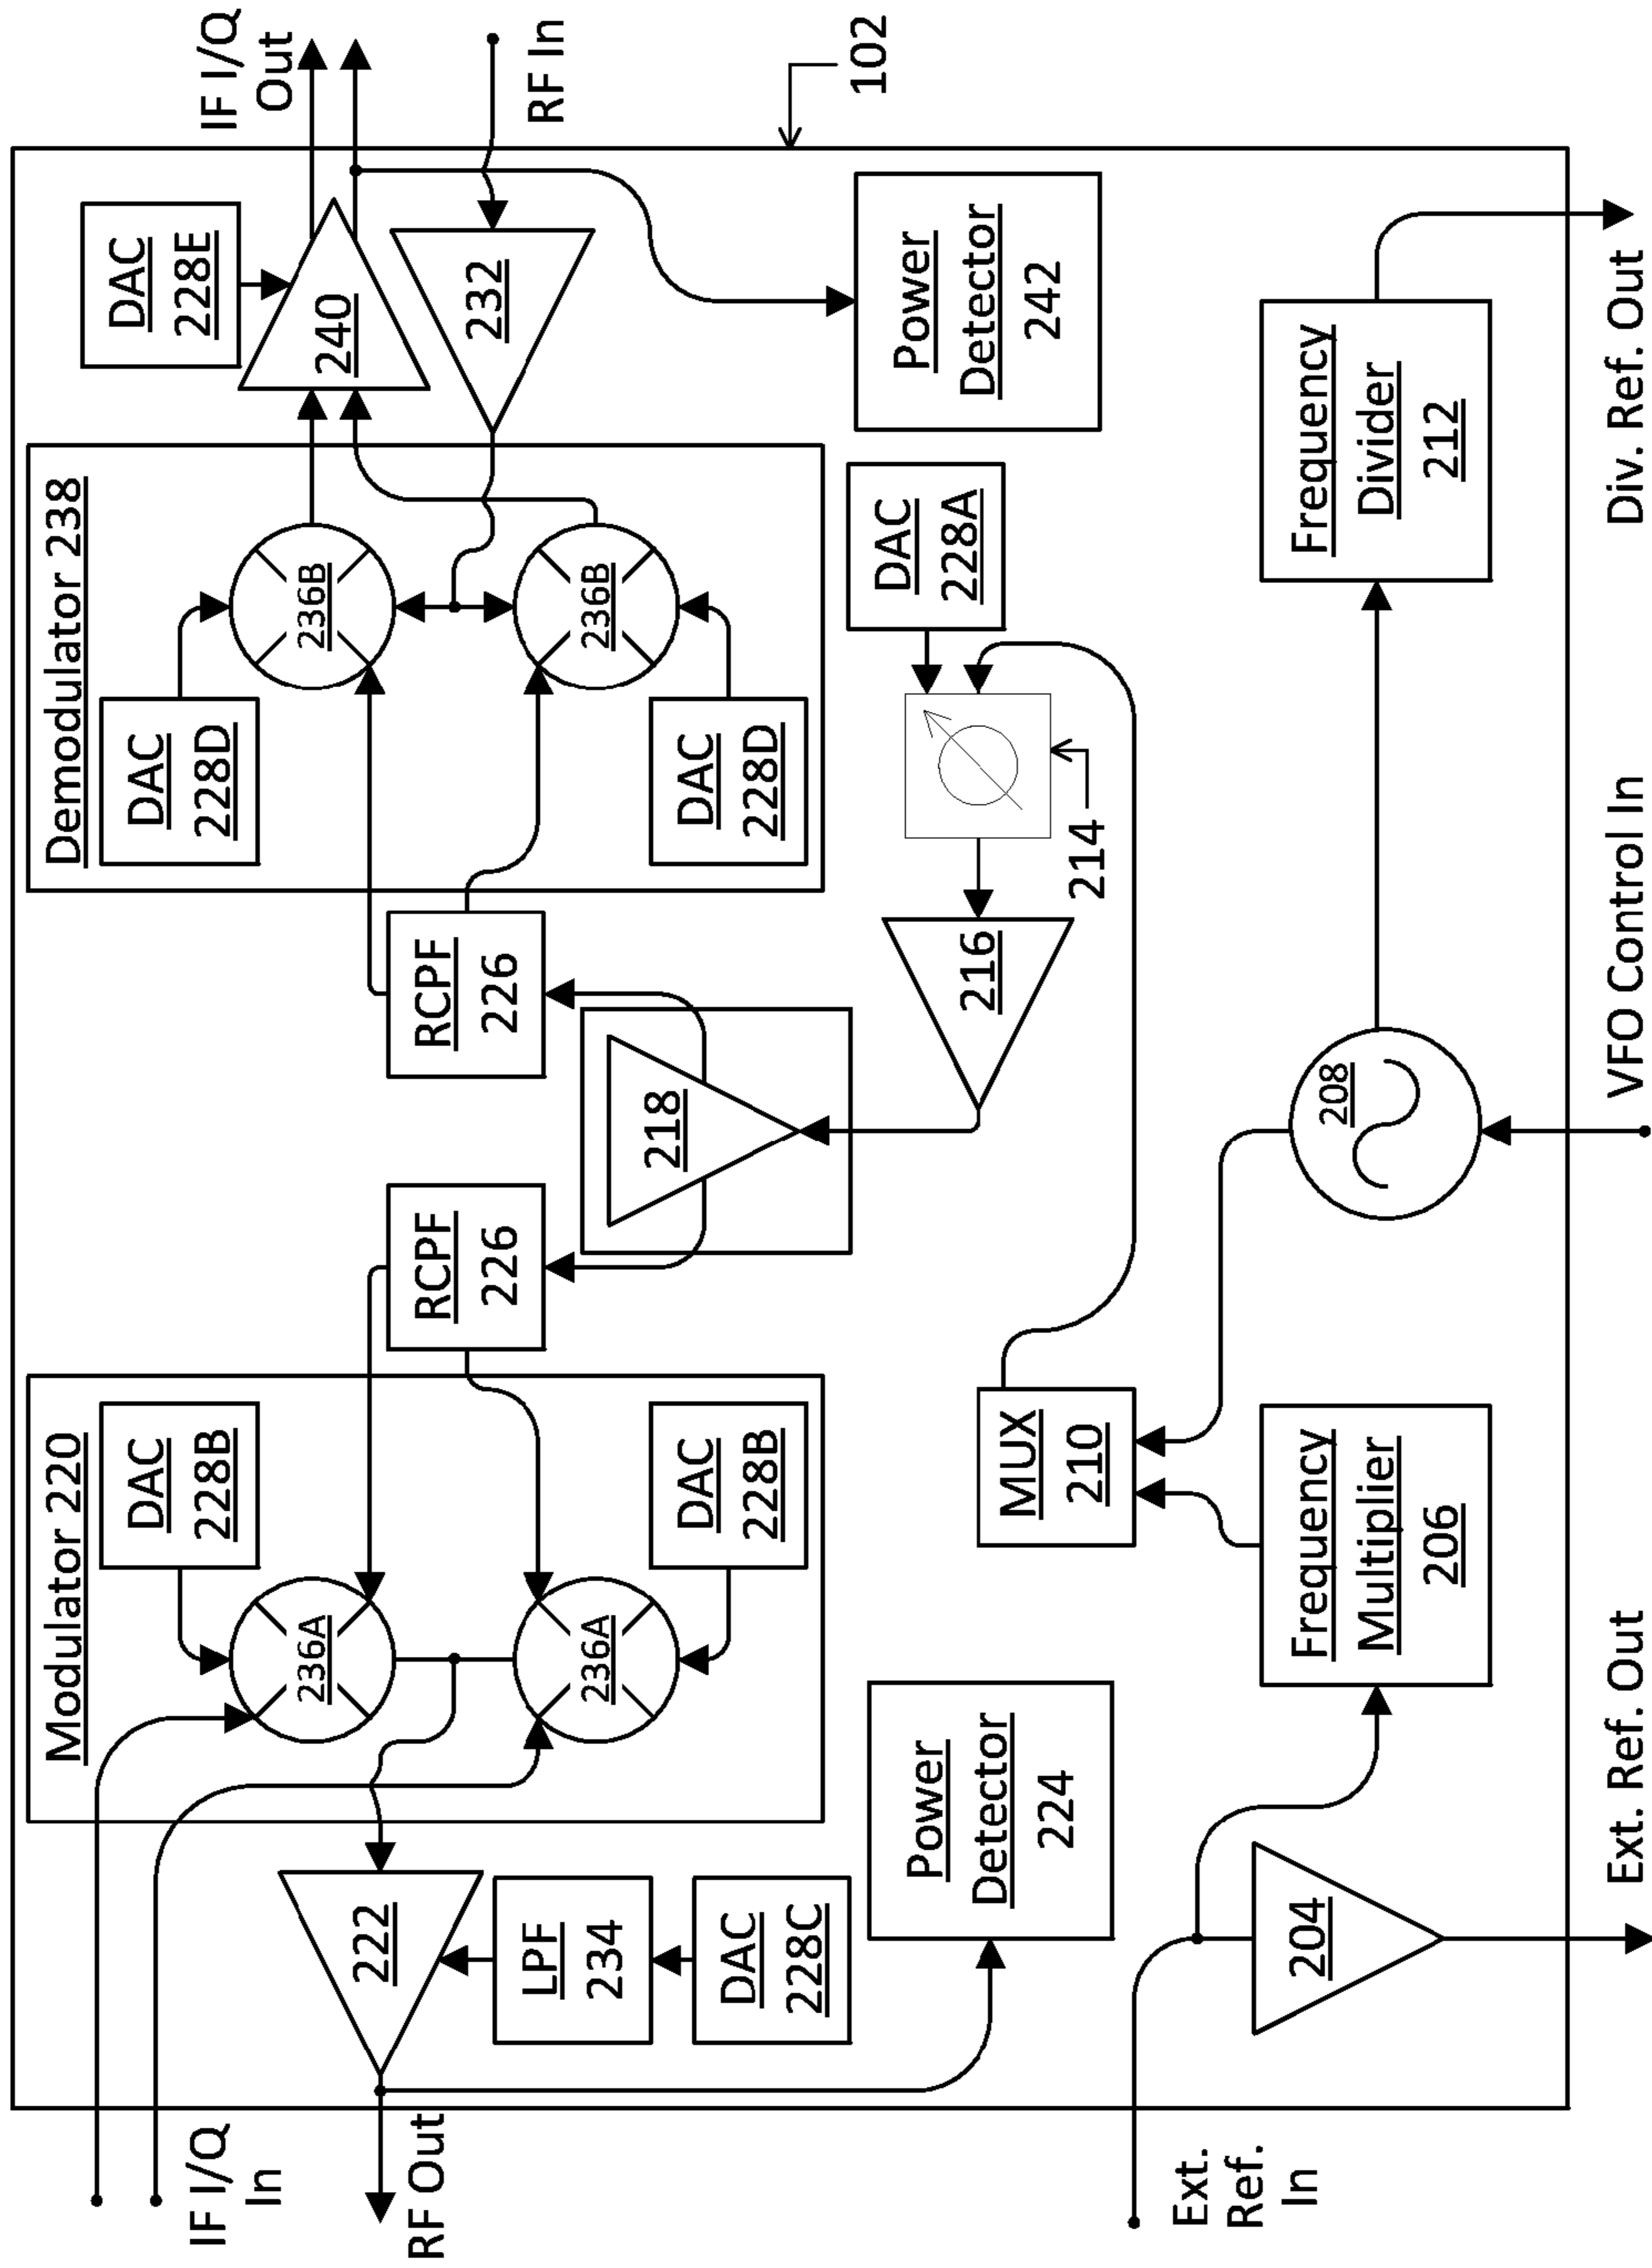 IF I/Q
In
RF Out
Modulator 220
DAC
228B
236A
236A
DAC
228B
222
LPF
234
DAC
228C
Power
Detector
224
RCPF
226
218
RCPF
226
Demodulator 238
DAC
228D
236B
236B
DAC
228D
DAC
228E
240
232
IF I/Q
Out
RF In
102
Power
Detector
242
DAC
228A
214
216
MUX
210
Ext.
Ref.
In
204
Frequency
Multiplier
206
208
Frequency
Divider
212
Ext. Ref. Out
VFO Control In
Div. Ref. Out